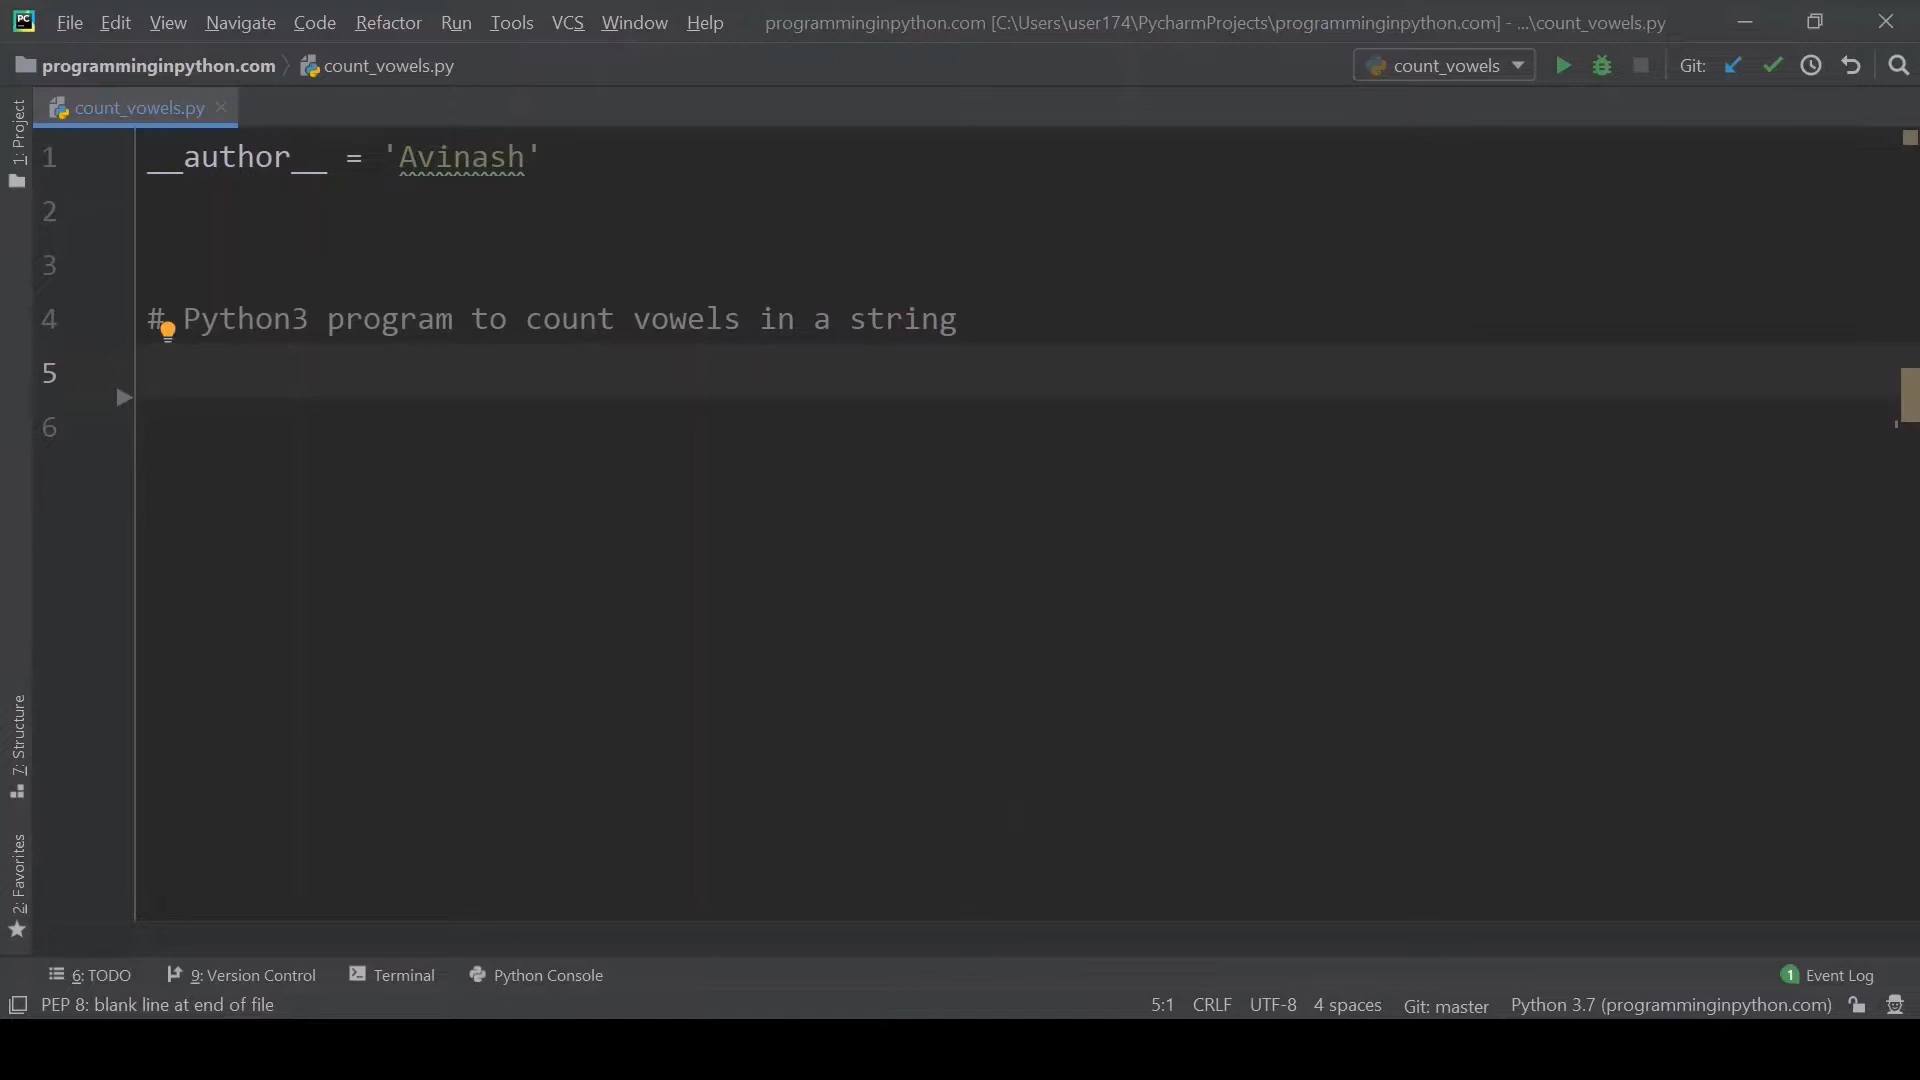 File Edit View Navigate Code Refactor Run Tools VCS Window Help programminginpython.com [C:\Users\user174\PycharmProjects\programminginpython.com] - ...\count_vowels.py
programminginpython.com count_vowels.py count_vowels Git:
count_vowels.py
1: Project
1 __author__ = 'Avinash'
2
3
4 # Python3 program to count vowels in a string
5
6
7: Structure
2: Favorites
6: TODO 9: Version Control Terminal Python Console 1 Event Log
PEP 8: blank line at end of file 5:1 CRLF UTF-8 4 spaces Git: master Python 3.7 (programminginpython.com)